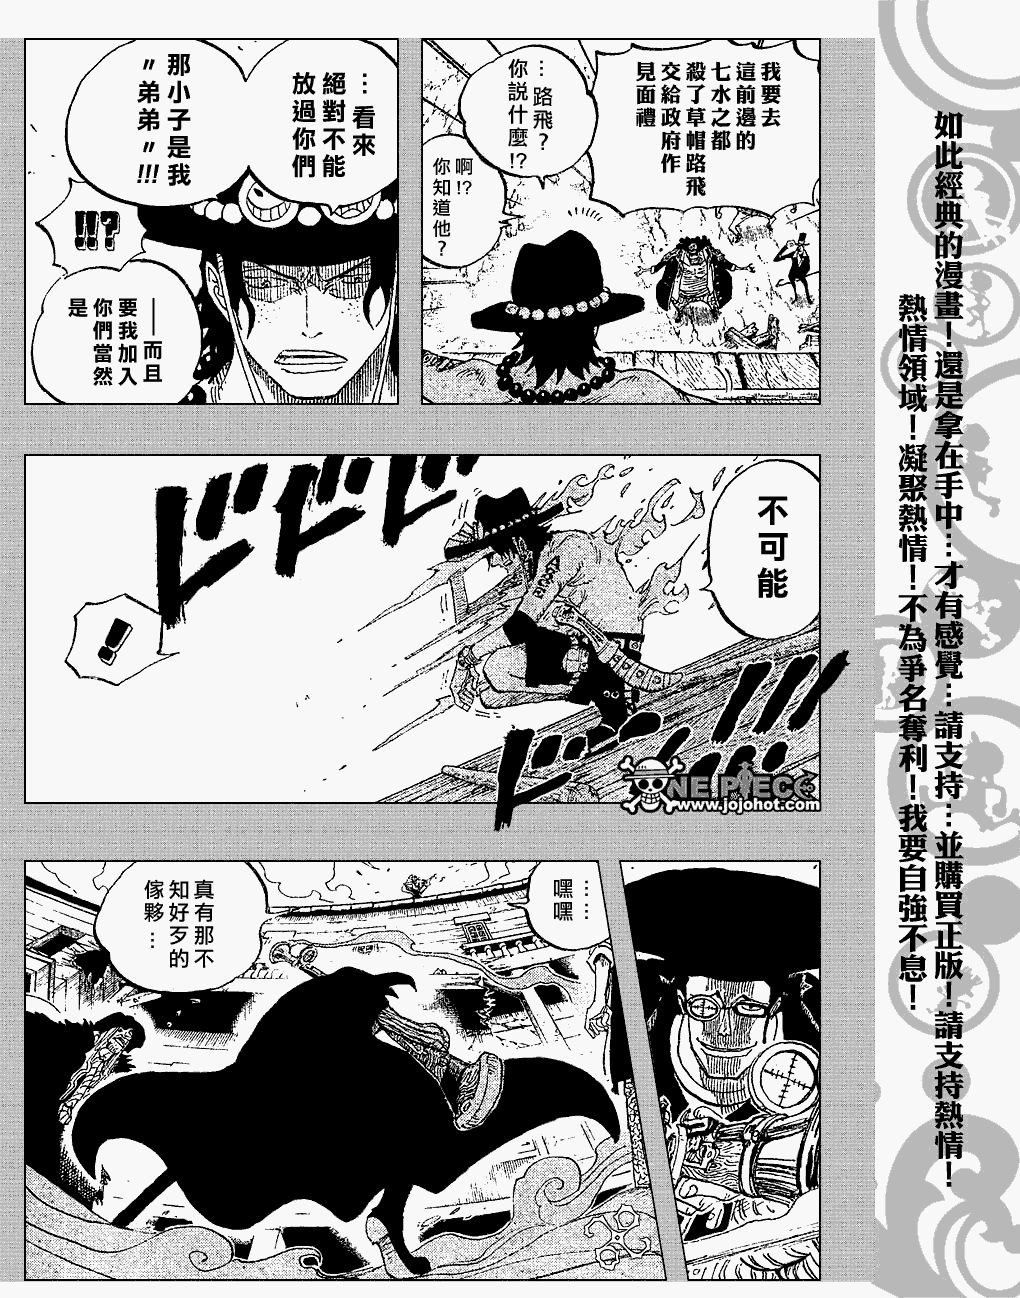 我要去
這前邊的
七水之都
殺了草帽路飛
交給政府作
見面禮
…路飛？
你說什麼!?
啊!?
你知道他？
…看來
絕對不能
放過你們
那小子是我
〃弟弟〃!!!
!!?
——而且
要我加入
你們當然
是
不可能
ドドド
!
ドン!!!
ONE PIECE
www.jojohot.com
……
嘿嘿
真有那不
知好歹的
傢夥…
如此經典的漫畫！還是拿在手中…才有感覺…請支持…並購買正版！請支持熱情！
熱情領域！凝聚熱情！不為爭名奪利！我要自強不息！